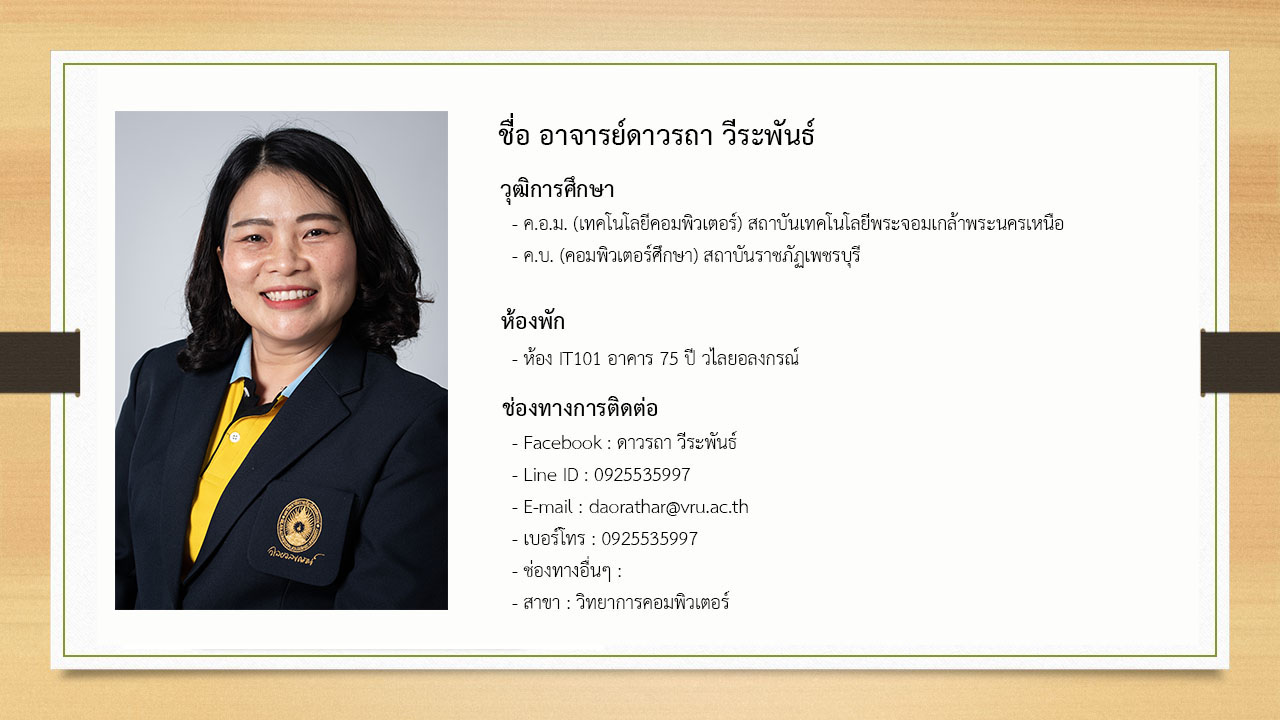 ชื่อ อาจารย์ดาวรถา วีระพันธ์
วุฒิการศึกษา
- ค.อ.ม. (เทคโนโลยีคอมพิวเตอร์) สถาบันเทคโนโลยีพระจอมเกล้าพระนครเหนือ
- ค.บ. (คอมพิวเตอร์ศึกษา) สถาบันราชภัฏเพชรบุรี
ห้องพัก
- ห้อง IT101 อาคาร 75 ปี วไลยอลงกรณ์
ช่องทางการติดต่อ
- Facebook : ดาวรถา วีระพันธ์
- Line ID : 0925535997
- E-mail : daorathar@vru.ac.th
- เบอร์โทร : 0925535997
- ช่องทางอื่นๆ :
- สาขา : วิทยาการคอมพิวเตอร์